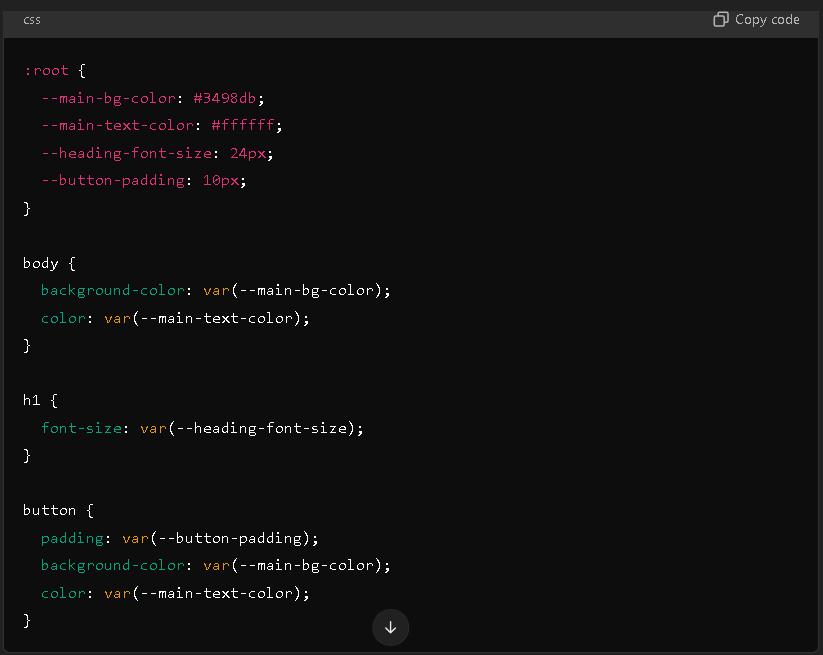 css
Copy code
:root {
--main-bg-color: #3498db;
--main-text-color: #ffffff;
--heading-font-size: 24px;
--button-padding: 10px;
}
body {
background-color: var(--main-bg-color);
color: var(--main-text-color);
}
h1 {
font-size: var(--heading-font-size);
}
button {
padding: var(--button-padding);
background-color: var(--main-bg-color);
color: var(--main-text-color);
}